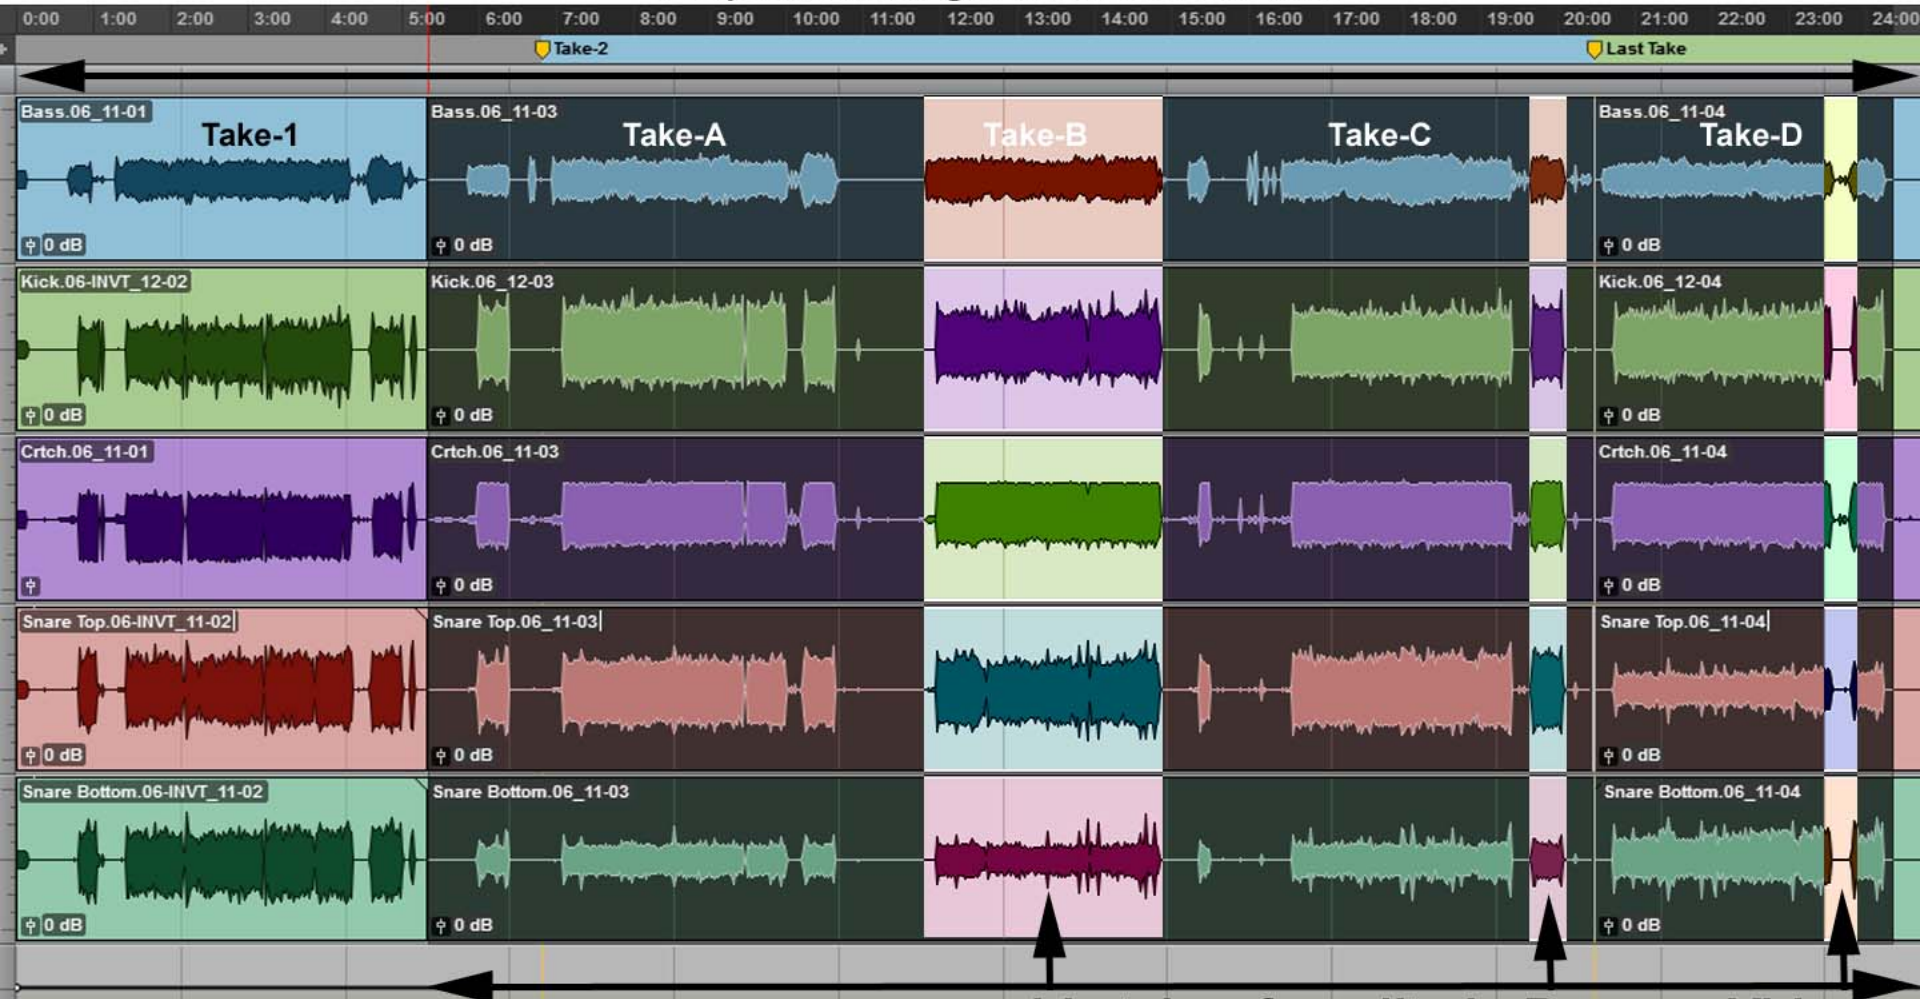 0:00 1:00 2:00 3:00 4:00 5:00 6:00 7:00 8:00 9:00 10:00 11:00 12:00 13:00 14:00 15:00 16:00 17:00 18:00 19:00 20:00 21:00 22:00 23:00 24:00
Take-2 Last Take
Bass.06_11-01 Bass.06_11-03 Bass.06_11-04
Take-1 Take-A Take-B Take-C Take-D
0 dB 0 dB 0 dB
Kick.06-INVT_12-02 Kick.06_12-03 Kick.06_12-04
0 dB 0 dB 0 dB
Crtch.06_11-01 Crtch.06_11-03 Crtch.06_11-04
0 dB 0 dB
Snare Top.06-INVT_11-02 Snare Top.06_11-03 Snare Top.06_11-04
0 dB 0 dB 0 dB
Snare Bottom.06-INVT_11-02 Snare Bottom.06_11-03 Snare Bottom.06_11-04
0 dB 0 dB 0 dB